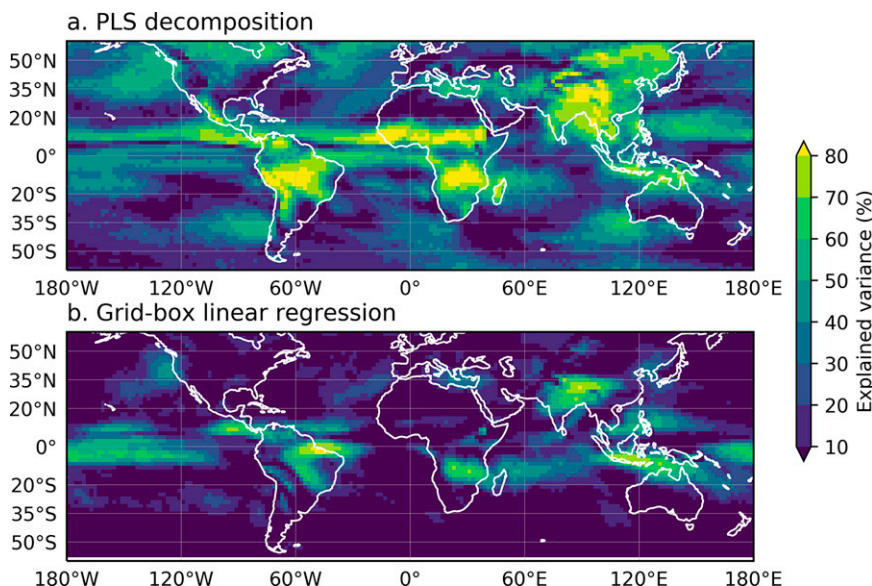 a. PLS decomposition
50°N
35°N
20°N
0°
20°S
35°S
50°S
180°W 120°W 60°W 0° 60°E 120°E 180°E
b. Grid-box linear regression
50°N
35°N
20°N
0°
20°S
35°S
50°S
180°W 120°W 60°W 0° 60°E 120°E 180°E
80
70
60
50
40
30
20
10
Explained variance (%)